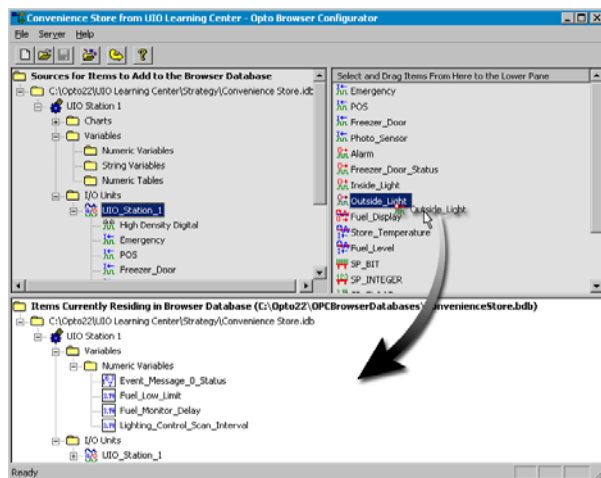 Convenience Store from UIO Learning Center - Opto Browser Configurator
File Server Help
Sources for Items to Add to the Browser Database
C:\Opto22\UIO Learning Center\Strategy\Convenience Store.idb
UIO Station 1
Charts
Variables
Numeric Variables
String Variables
Numeric Tables
I/O Units
UIO_Station_1
High Density Digital
Emergency
POS
Freezer_Door
Select and Drag Items From Here to the Lower Pane
Emergency
POS
Freezer_Door
Photo_Sensor
Alarm
Freezer_Door_Status
Inside_Light
Outside_Light
Outside_Light
Fuel_Display
Store_Temperature
Fuel_Level
SP_BIT
SP_INTEGER
Items Currently Residing in Browser Database (C:\Opto22\OPCBrowserDatabases\ConvenienceStore.bdb)
C:\Opto22\UIO Learning Center\Strategy\Convenience Store.idb
UIO Station 1
Variables
Numeric Variables
Event_Message_0_Status
Fuel_Low_Limit
Fuel_Monitor_Delay
Lighting_Control_Scan_Interval
I/O Units
UIO_Station_1
Ready